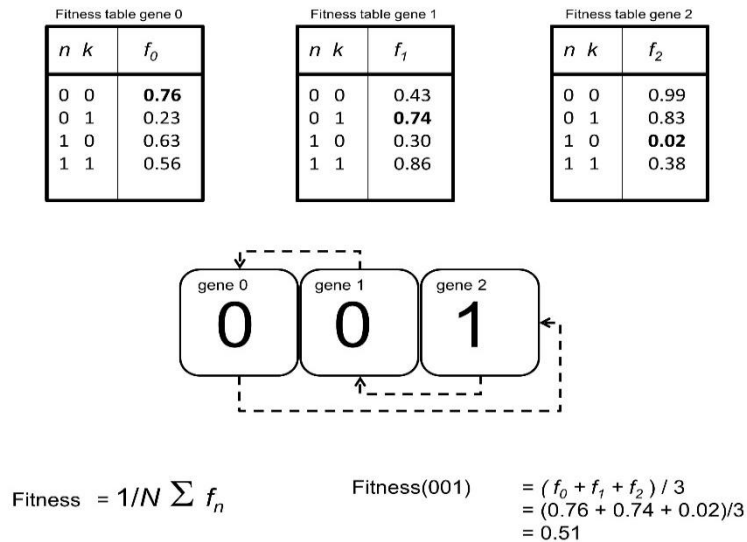 Fitness table gene 0
n k f₀
0 0 0.76
0 1 0.23
1 0 0.63
1 1 0.56
Fitness table gene 1
n k f₁
0 0 0.43
0 1 0.74
1 0 0.30
1 1 0.86
Fitness table gene 2
n k f₂
0 0 0.99
0 1 0.83
1 0 0.02
1 1 0.38
gene 0
0
gene 1
0
gene 2
1
Fitness = 1/N ∑ fₙ
Fitness(001) = ( f₀ + f₁ + f₂ ) / 3
= (0.76 + 0.74 + 0.02)/3
= 0.51